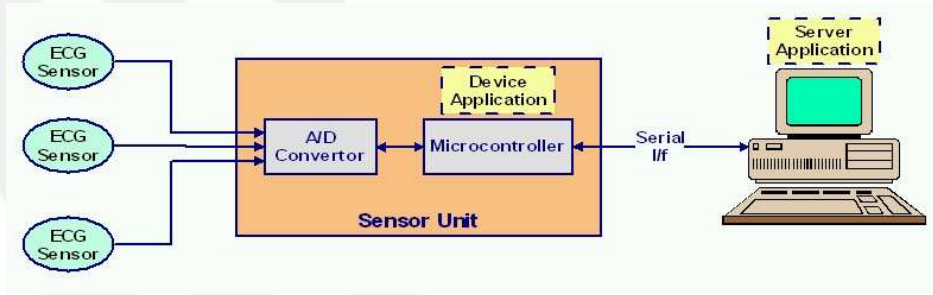 ECG
Sensor
ECG
Sensor
ECG
Sensor
A/D
Convertor
Device
Application
Microcontroller
Sensor Unit
Serial
I/f
Server
Application